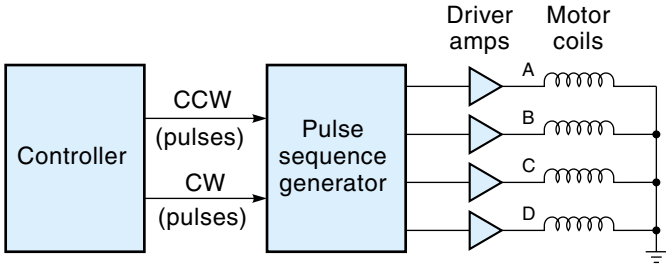 Driver
amps
Motor
coils
Controller
CCW
(pulses)
CW
(pulses)
Pulse
sequence
generator
A
B
C
D